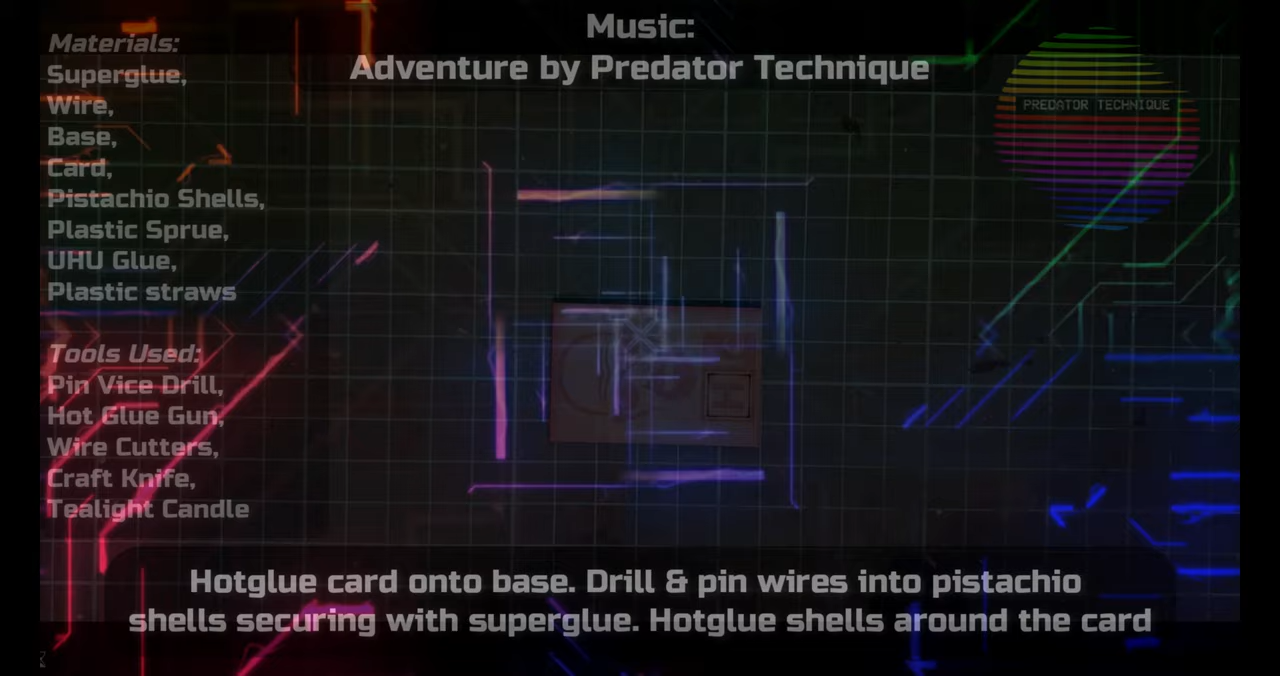 Music:
Adventure by Predator Technique
Materials:
Superglue,
Wire,
Base,
Card,
Pistachio Shells,
Plastic Sprue,
UHU Glue,
Plastic straws
Tools Used:
Pin Vice Drill,
Hot Glue Gun,
Wire Cutters,
Craft Knife,
Tealight Candle
PREDATOR TECHNIQUE
Hotglue card onto base. Drill & pin wires into pistachio
shells securing with superglue. Hotglue shells around the card